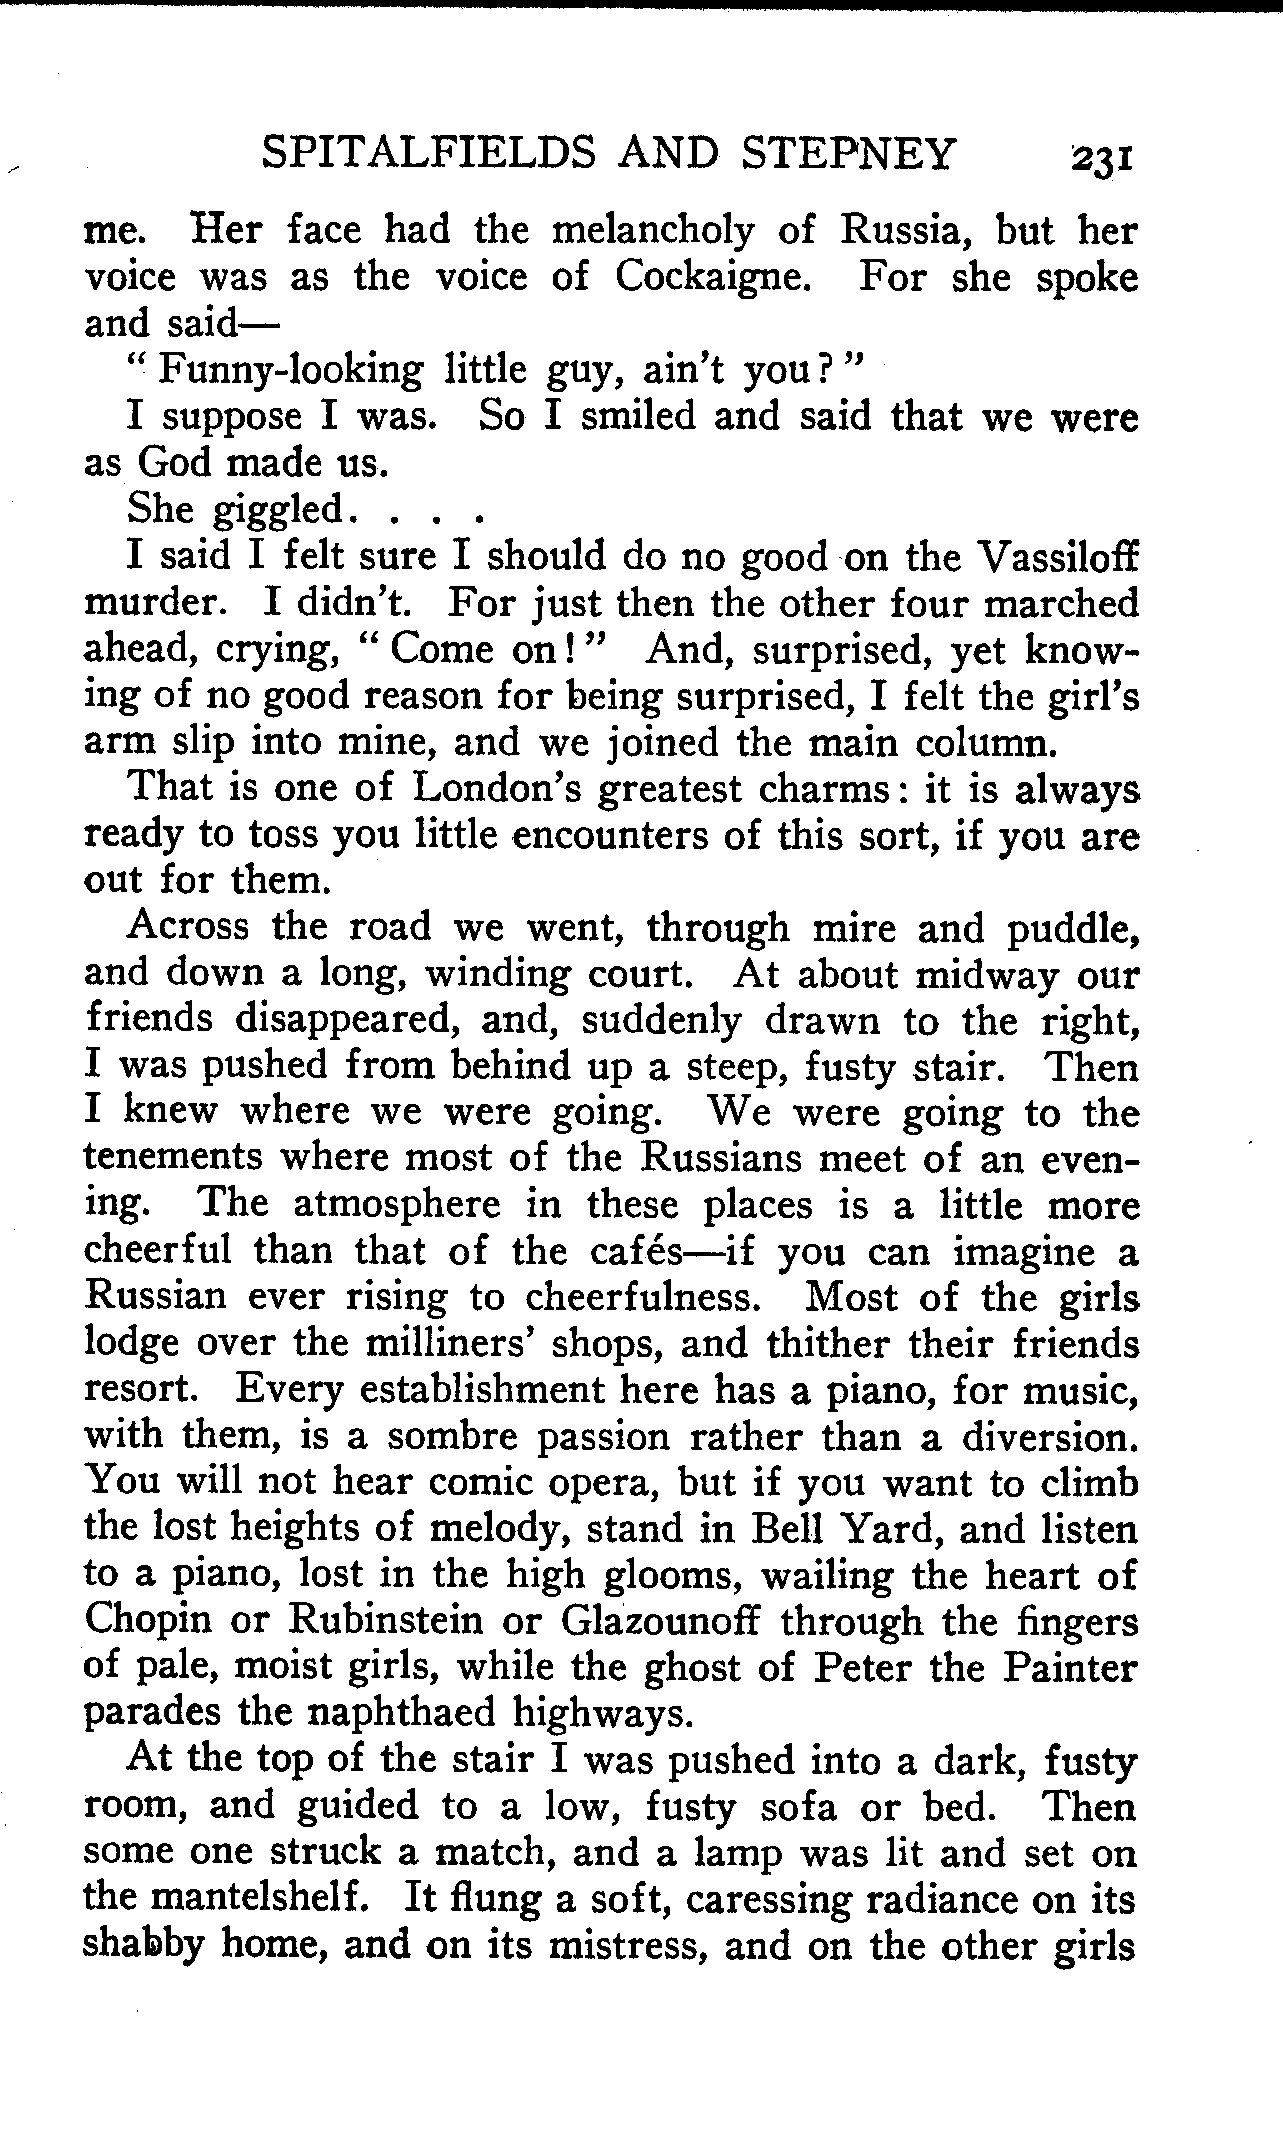 SPITALFIELDS AND STEPNEY 231
me. Her face had the melancholy of Russia, but her
voice was as the voice of Cockaigne. For she spoke
and said—
“ Funny-looking little guy, ain't you? ”
I suppose I was. So I smiled and said that we were
as God made us.
She giggled. . . .
I said I felt sure I should do no good on the Vassiloff
murder. I didn't. For just then the other four marched
ahead, crying, “ Come on! ” And, surprised, yet know-
ing of no good reason for being surprised, I felt the girl's
arm slip into mine, and we joined the main column.
That is one of London's greatest charms: it is always
ready to toss you little encounters of this sort, if you are
out for them.
Across the road we went, through mire and puddle,
and down a long, winding court. At about midway our
friends disappeared, and, suddenly drawn to the right,
I was pushed from behind up a steep, fusty stair. Then
I knew where we were going. We were going to the
tenements where most of the Russians meet of an even-
ing. The atmosphere in these places is a little more
cheerful than that of the cafés—if you can imagine a
Russian ever rising to cheerfulness. Most of the girls
lodge over the milliners' shops, and thither their friends
resort. Every establishment here has a piano, for music,
with them, is a sombre passion rather than a diversion.
You will not hear comic opera, but if you want to climb
the lost heights of melody, stand in Bell Yard, and listen
to a piano, lost in the high glooms, wailing the heart of
Chopin or Rubinstein or Glazounoff through the fingers
of pale, moist girls, while the ghost of Peter the Painter
parades the naphthaed highways.
At the top of the stair I was pushed into a dark, fusty
room, and guided to a low, fusty sofa or bed. Then
some one struck a match, and a lamp was lit and set on
the mantelshelf. It flung a soft, caressing radiance on its
shabby home, and on its mistress, and on the other girls